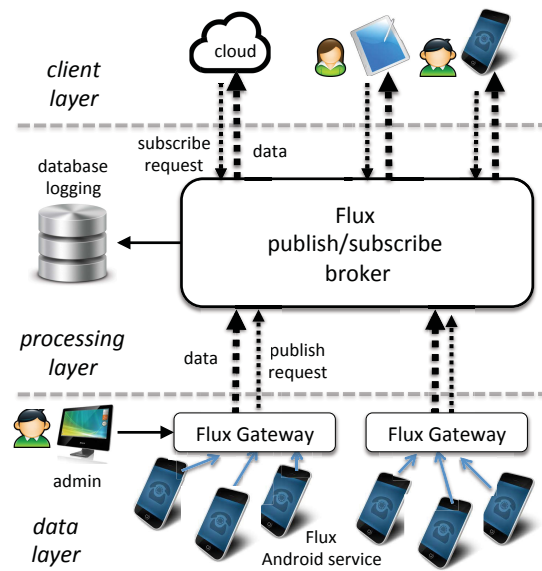 cloud
client
layer
subscribe
request
data
database
logging
Flux
publish/subscribe
broker
processing
layer
data
publish
request
admin
Flux Gateway
Flux Gateway
data
layer
Flux
Android service